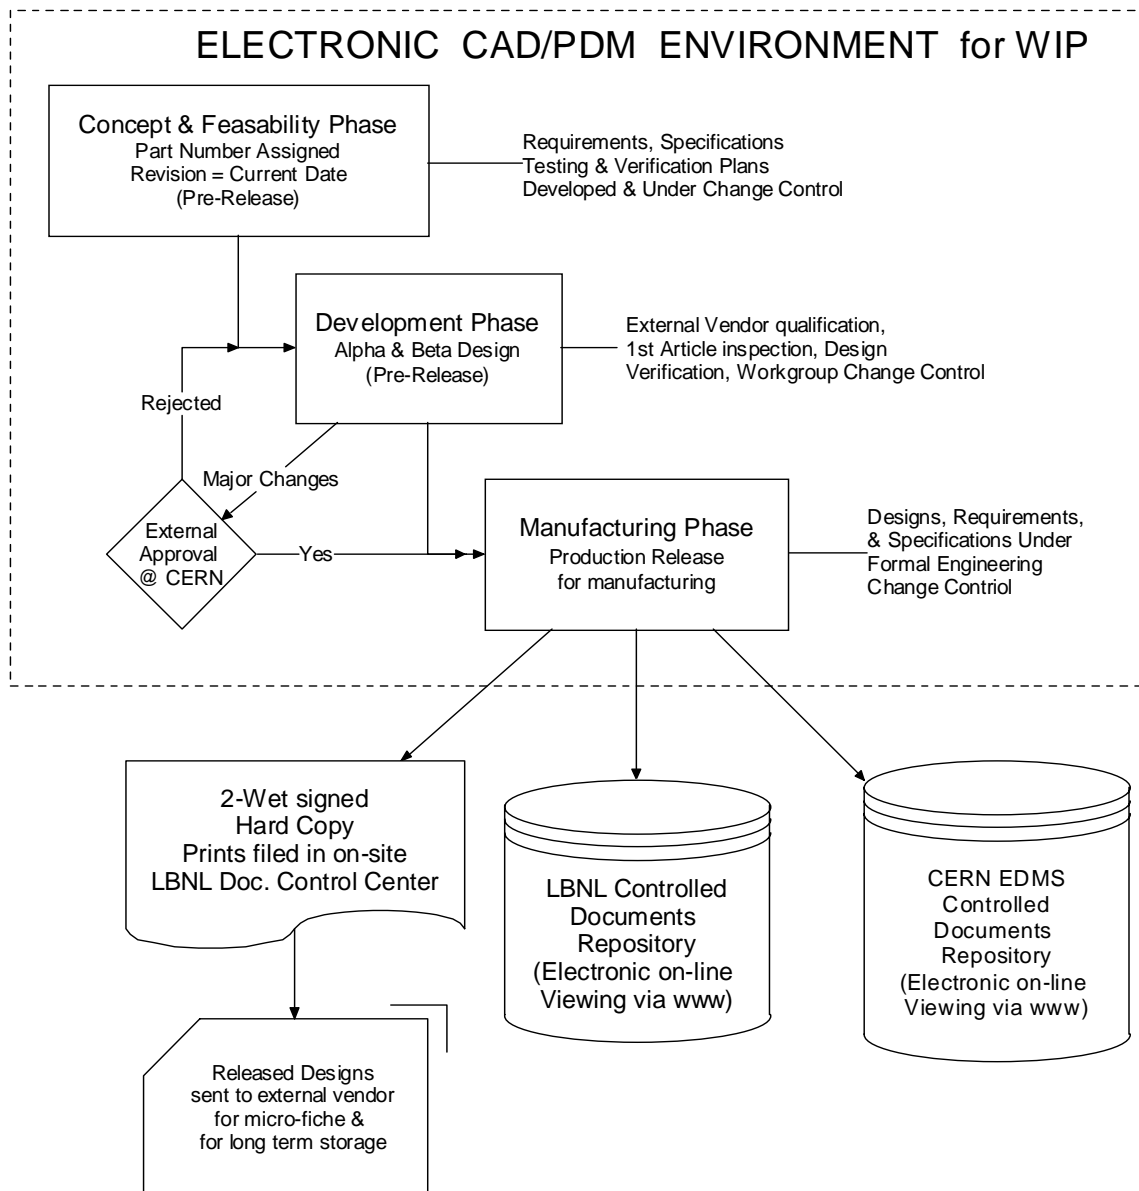 ELECTRONIC CAD/PDM ENVIRONMENT for WIP
Concept & Feasability Phase
Part Number Assigned
Revision = Current Date
(Pre-Release)
Requirements, Specifications
Testing & Verification Plans
Developed & Under Change Control
Development Phase
Alpha & Beta Design
(Pre-Release)
External Vendor qualification,
1st Article inspection, Design
Verification, Workgroup Change Control
Rejected
Major Changes
External
Approval
@ CERN
Yes
Manufacturing Phase
Production Release
for manufacturing
Designs, Requirements,
& Specifications Under
Formal Engineering
Change Contriol
2-Wet signed
Hard Copy
Prints filed in on-site
LBNL Doc. Control Center
LBNL Controlled
Documents
Repository
(Electronic on-line
Viewing via www)
CERN EDMS
Controlled
Documents
Repository
(Electronic on-line
Viewing via www)
Released Designs
sent to external vendor
for micro-fiche &
for long term storage